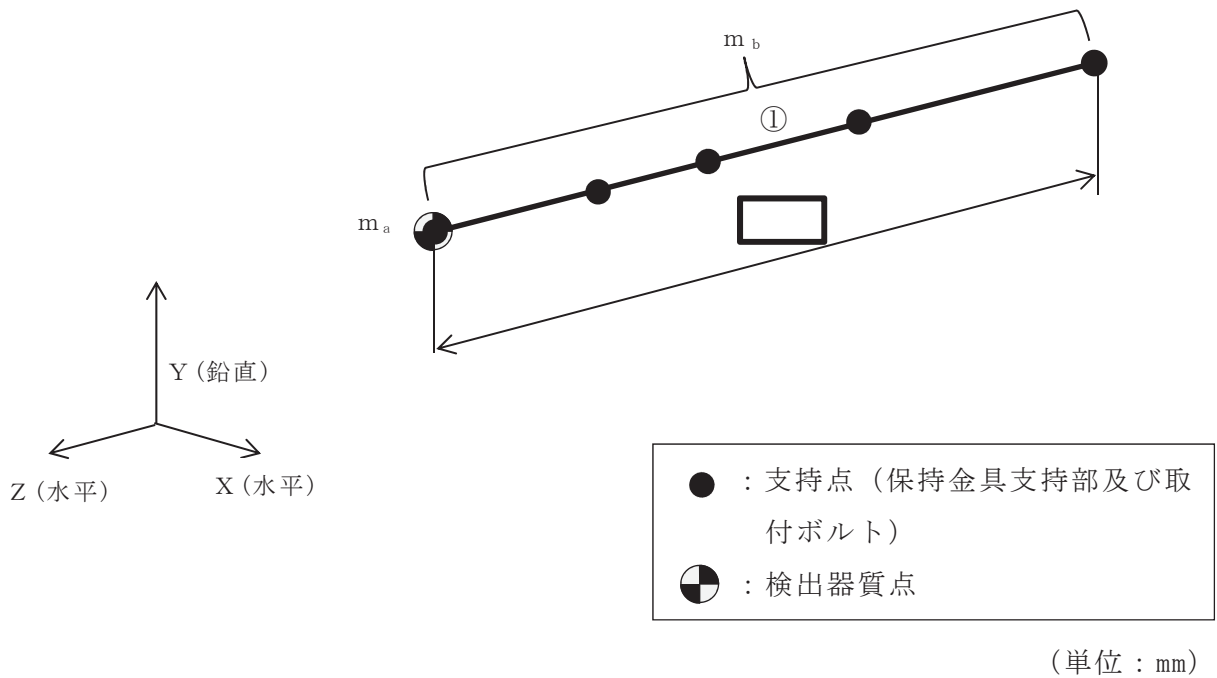 m b
①
m a
Y(鉛直)
Z(水平)
X(水平)
:支持点(保持金具支持部及び取
付ボルト)
:検出器質点
(単位:mm)